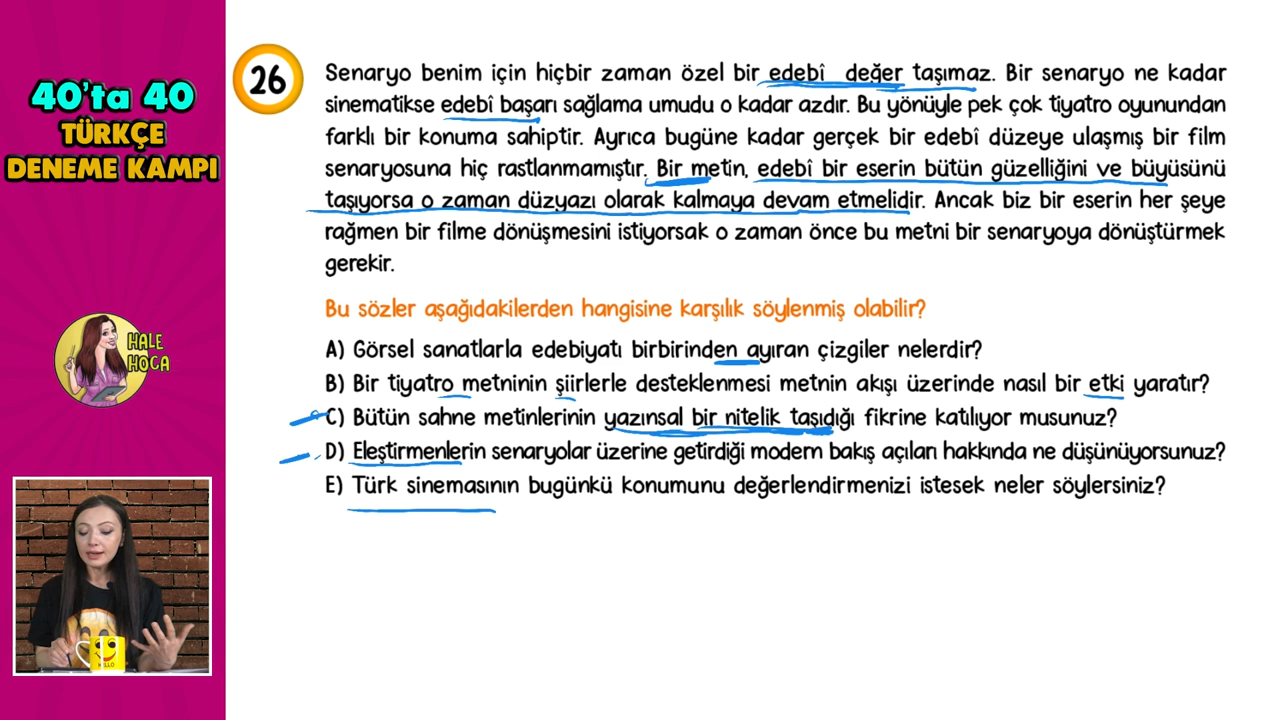 40'ta 40
TÜRKÇE
DENEME KAMPI
HALE
HOCA
HELLO
26
Senaryo benim için hiçbir zaman özel bir edebî değer taşımaz. Bir senaryo ne kadar
sinematikse edebî başarı sağlama umudu o kadar azdır. Bu yönüyle pek çok tiyatro oyunundan
farklı bir konuma sahiptir. Ayrıca bugüne kadar gerçek bir edebî düzeye ulaşmış bir film
senaryosuna hiç rastlanmamıştır. Bir metin, edebî bir eserin bütün güzelliğini ve büyüsünü
taşıyorsa o zaman düzyazı olarak kalmaya devam etmelidir. Ancak biz bir eserin her şeye
rağmen bir filme dönüşmesini istiyorsak o zaman önce bu metni bir senaryoya dönüştürmek
gerekir.
Bu sözler aşağıdakilerden hangisine karşılık söylenmiş olabilir?
A) Görsel sanatlarla edebiyatı birbirinden ayıran çizgiler nelerdir?
B) Bir tiyatro metninin şiirlerle desteklenmesi metnin akışı üzerinde nasıl bir etki yaratır?
C) Bütün sahne metinlerinin yazınsal bir nitelik taşıdığı fikrine katılıyor musunuz?
D) Eleştirmenlerin senaryolar üzerine getirdiği modern bakış açıları hakkında ne düşünüyorsunuz?
E) Türk sinemasının bugünkü konumunu değerlendirmenizi istesek neler söylersiniz?